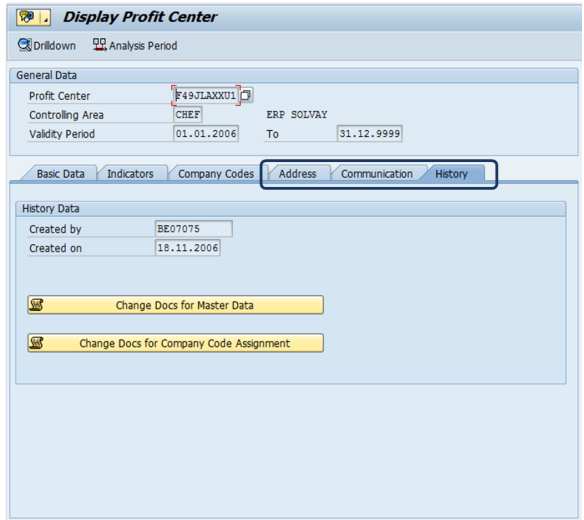 Display Profit Center
Drilldown Analysis Period
General Data
Profit Center F49JLAXXU1
Controlling Area CHEF ERP SOLVAY
Validity Period 01.01.2006 To 31.12.9999
Basic Data Indicators Company Codes Address Communication History
History Data
Created by BE07075
Created on 18.11.2006
Change Docs for Master Data
Change Docs for Company Code Assignment